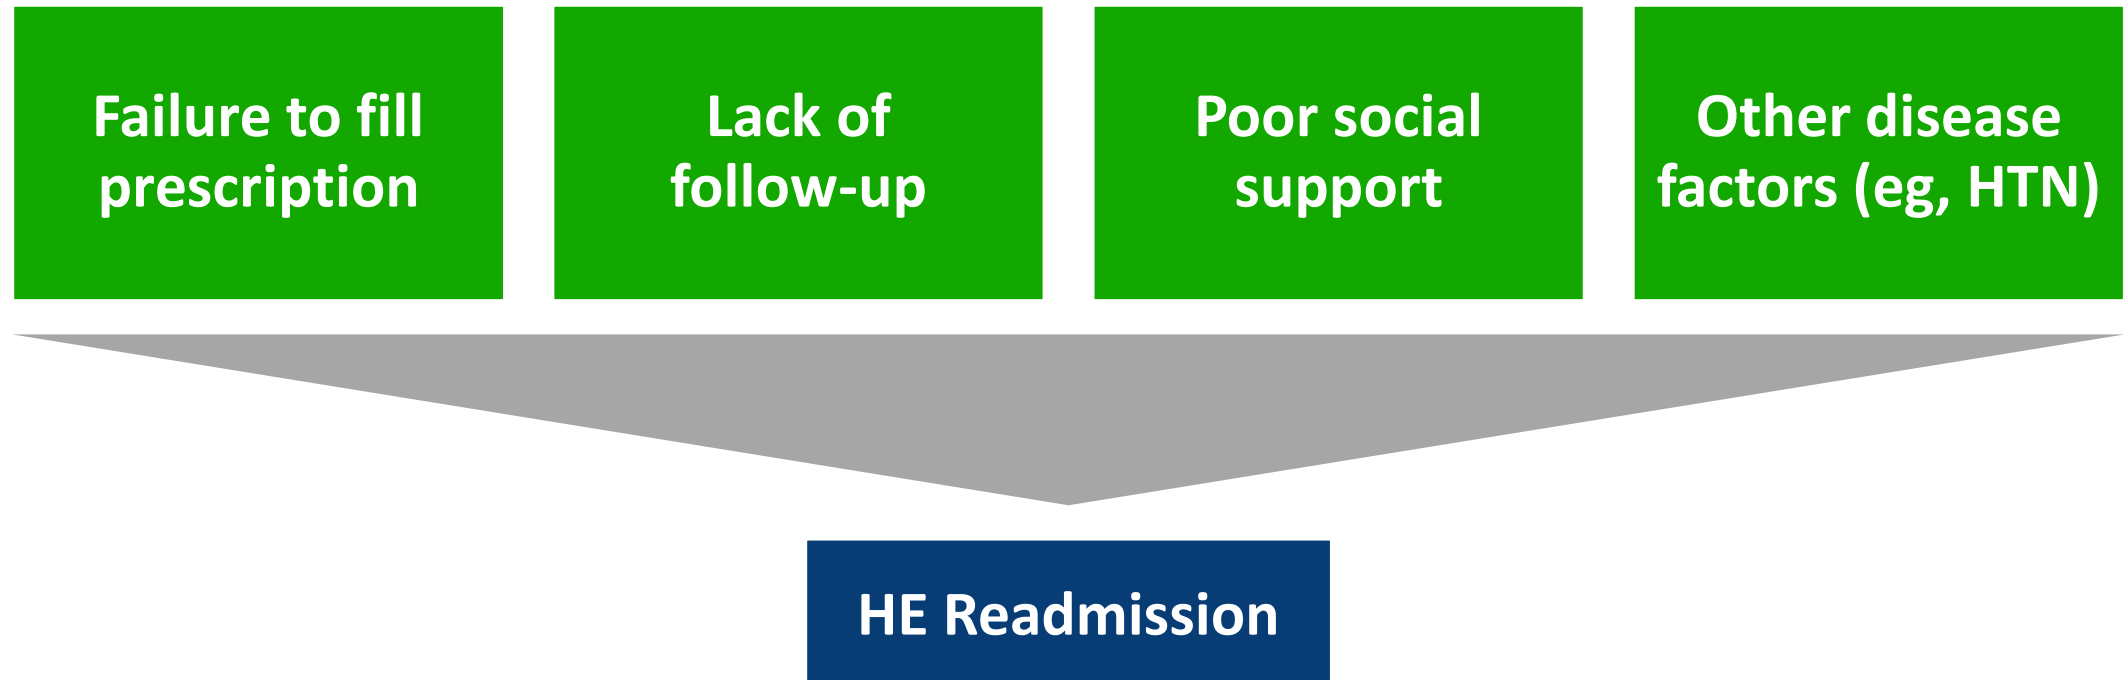 Failure to fill
prescription
Lack of
follow-up
Poor social
support
Other disease
factors (eg, HTN)
HE Readmission